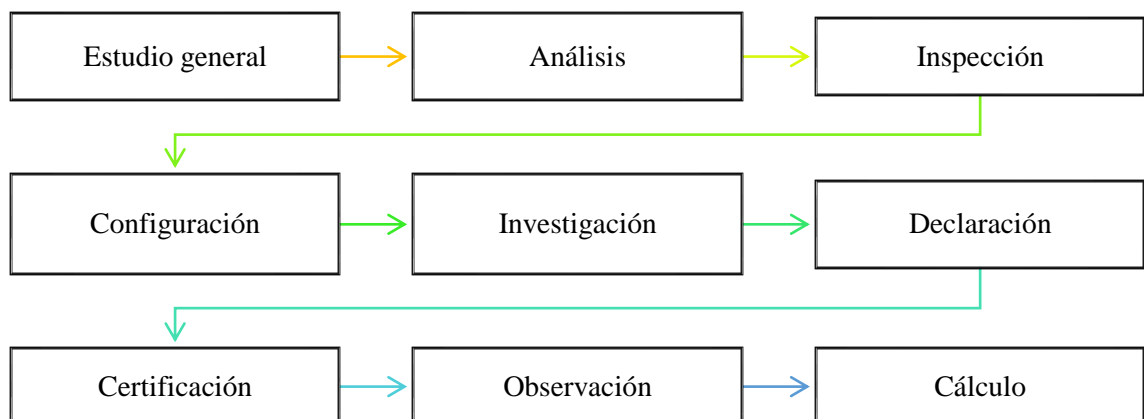 Estudio general
Análisis
Inspección
Configuración
Investigación
Declaración
Certificación
Observación
Cálculo